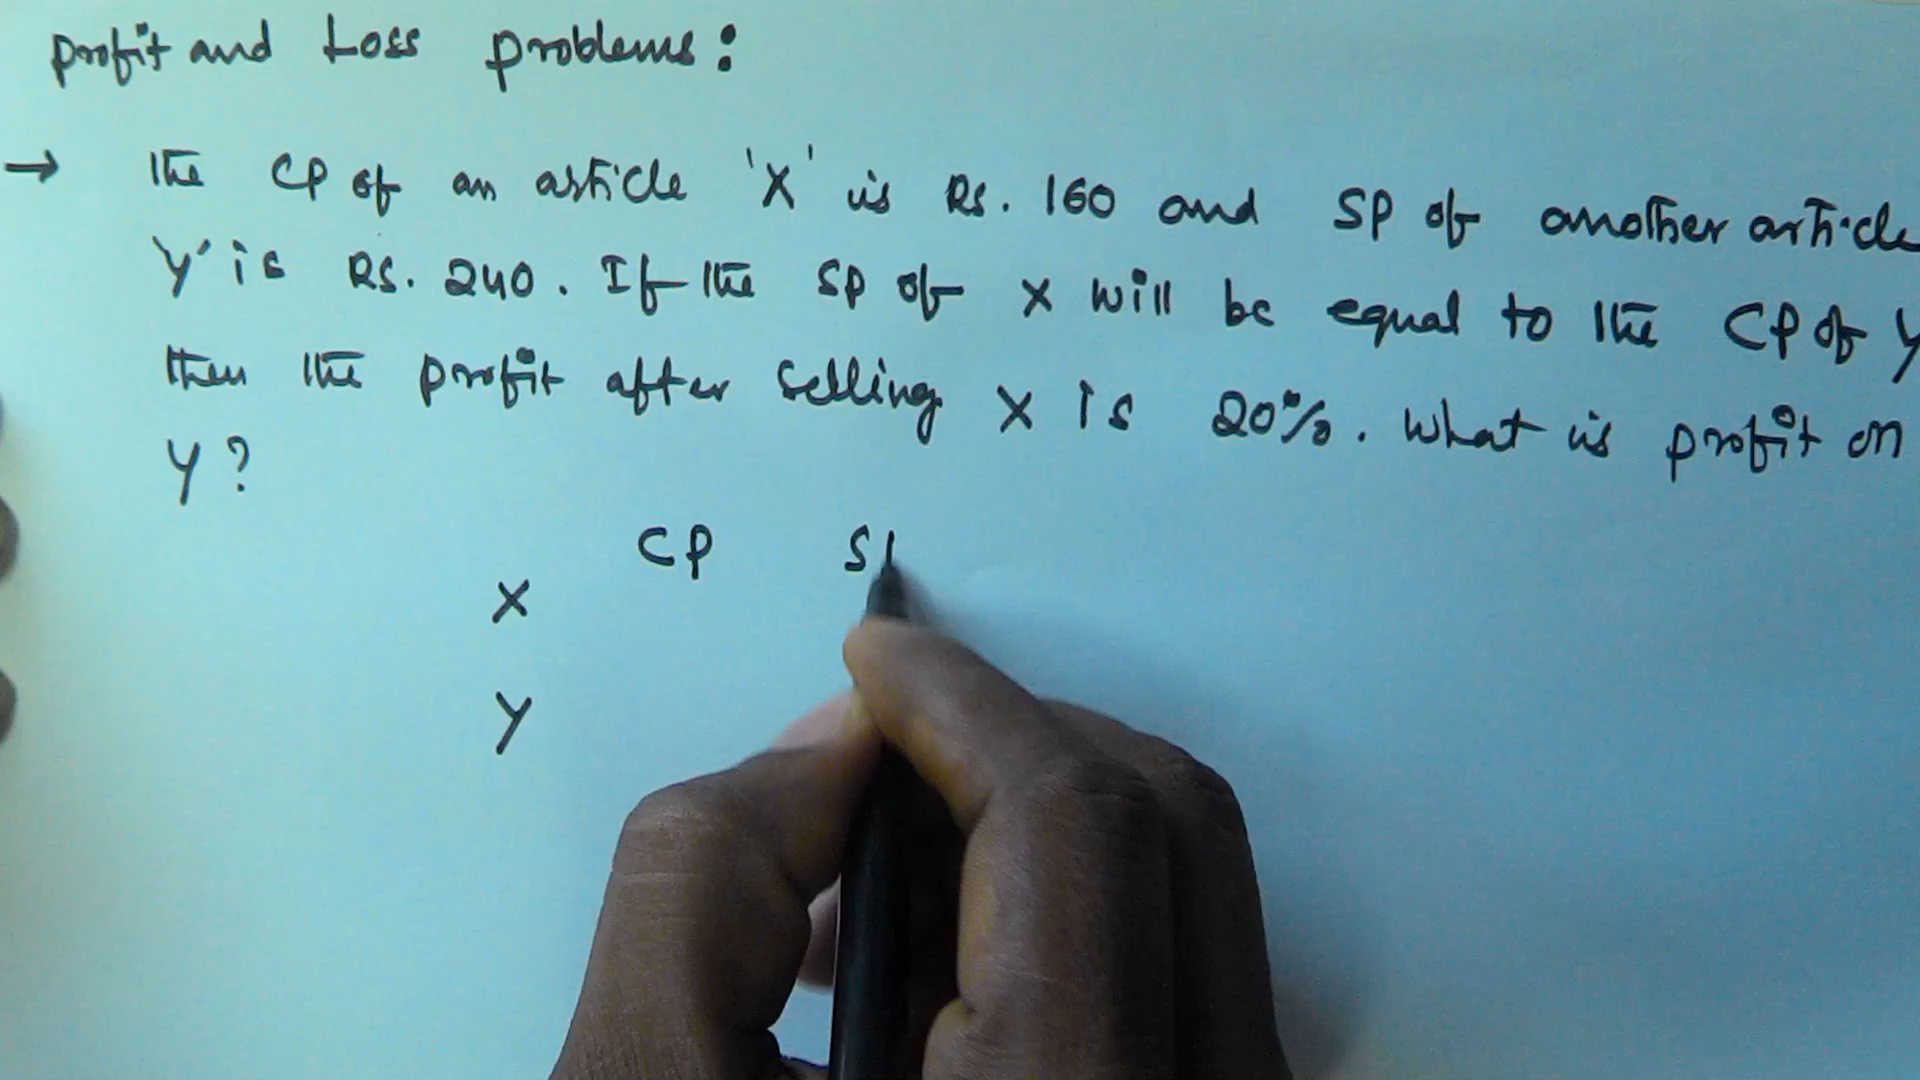 Profit and Loss problems:
→ The CP of an article 'X' is Rs. 160 and SP of another article
Y' is Rs. 240. If the SP of X will be equal to the CP of Y
then the profit after selling X is 20%. What is profit on
Y?
CP SP
X
Y